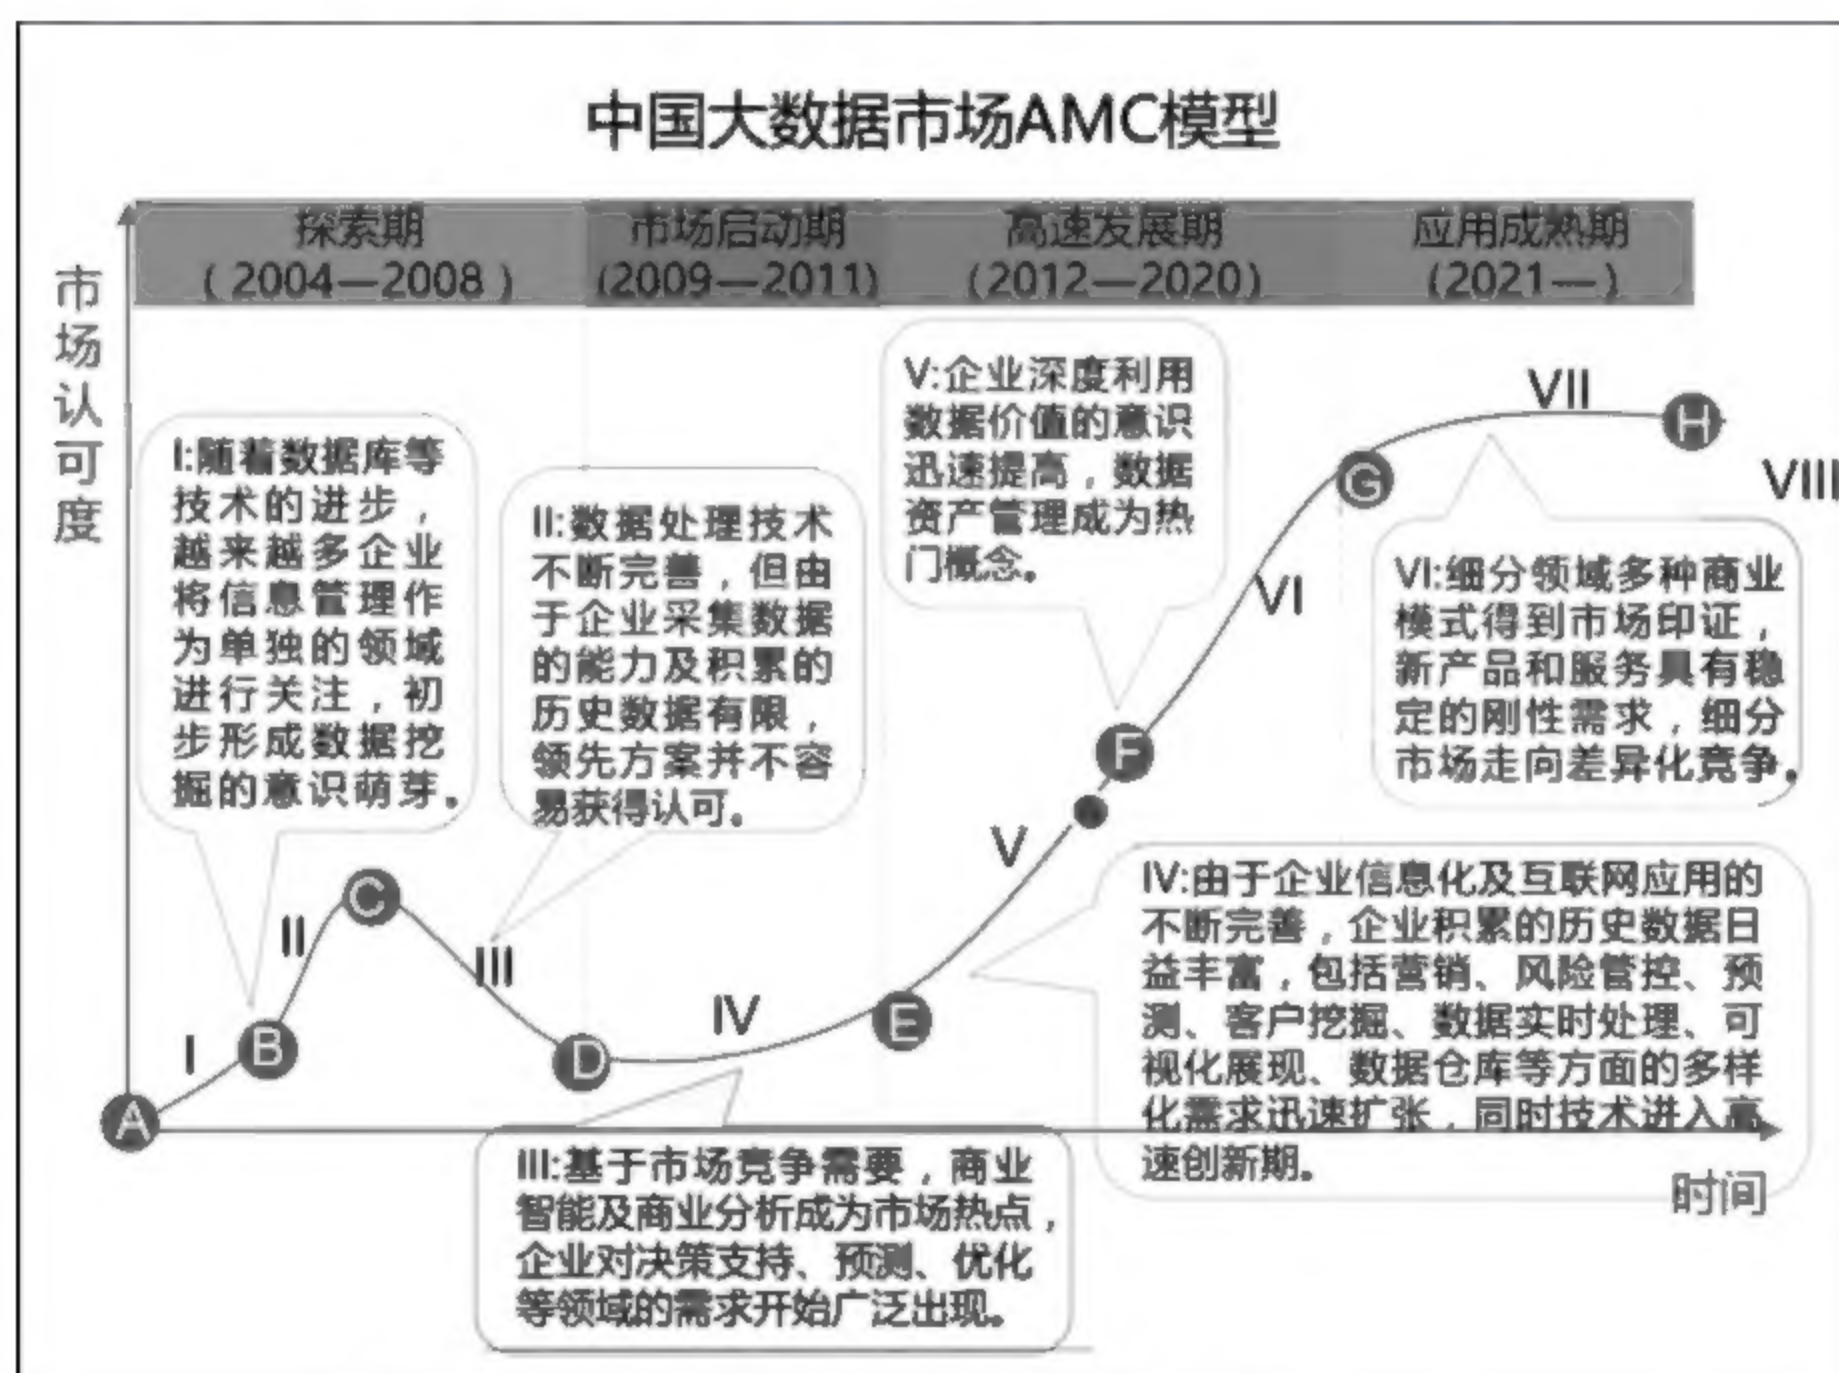 中国大数据市场AMC模型
探索期
（2004—2008）
市场启动期
(2009—2011)
高速发展期
(2012—2020)
应用成熟期
(2021—)
市场认可度
I:随着数据库等
技术的进步，
越来越多企业
将信息管理作
为单独的领域
进行关注，初
步形成数据挖
掘的意识萌芽。
II:数据处理技术
不断完善，但由
于企业采集数据
的能力及积累的
历史数据有限，
领先方案并不容
易获得认可。
V:企业深度利用
数据价值的意识
迅速提高，数据
资产管理成为热
门概念。
VII
H
G
VIII
VI
VI:细分领域多种商业
模式得到市场印证，
新产品和服务具有稳
定的刚性需求，细分
市场走向差异化竞争。
F
V
C
II
III
IV
I
B
D
E
A
IV:由于企业信息化及互联网应用的
不断完善，企业积累的历史数据日
益丰富，包括营销、风险管控、预
测、客户挖掘、数据实时处理、可
视化展现、数据仓库等方面的多样
化需求迅速扩张，同时技术进入高
速创新期。
III:基于市场竞争需要，商业
智能及商业分析成为市场热点，
企业对决策支持、预测、优化
等领域的需求开始广泛出现。
时间